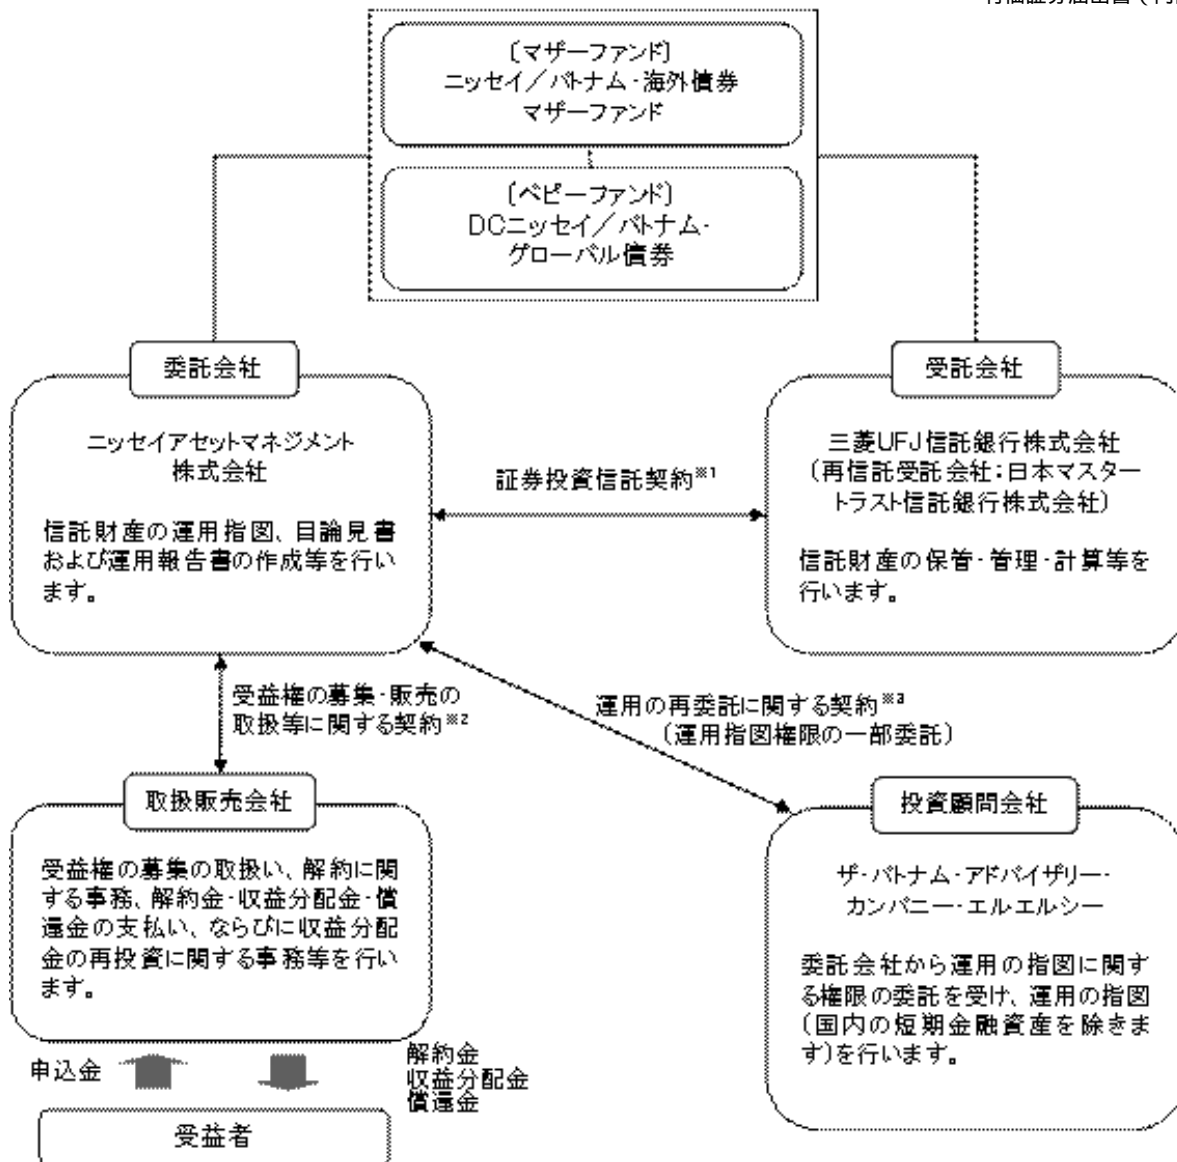 〔マザーファンド〕
ニッセイ／パトナム・海外債券
マザーファンド
〔ベビーファンド〕
DCニッセイ／パトナム・
グローバル債券
委託会社
ニッセイアセットマネジメント
株式会社
信託財産の運用指図、目論見書
および運用報告書の作成等を行い
ます。
証券投資信託契約※1
受託会社
三菱UFJ信託銀行株式会社
（再信託受託会社：日本マスター
トラスト信託銀行株式会社）
信託財産の保管・管理・計算等を
行います。
受益権の募集・販売の
取扱等に関する契約※2
運用の再委託に関する契約※3
（運用指図権限の一部委託）
取扱販売会社
受益権の募集の取扱い、解約に関
する事務、解約金・収益分配金・償
還金の支払い、ならびに収益分配
金の再投資に関する事務等を行い
ます。
投資顧問会社
ザ・パトナム・アドバイザリー・
カンパニー・エルエルシー
委託会社から運用の指図に関す
る権限の委託を受け、運用の指図
（国内の短期金融資産を除きま
す）を行います。
申込金
解約金
収益分配金
償還金
受益者